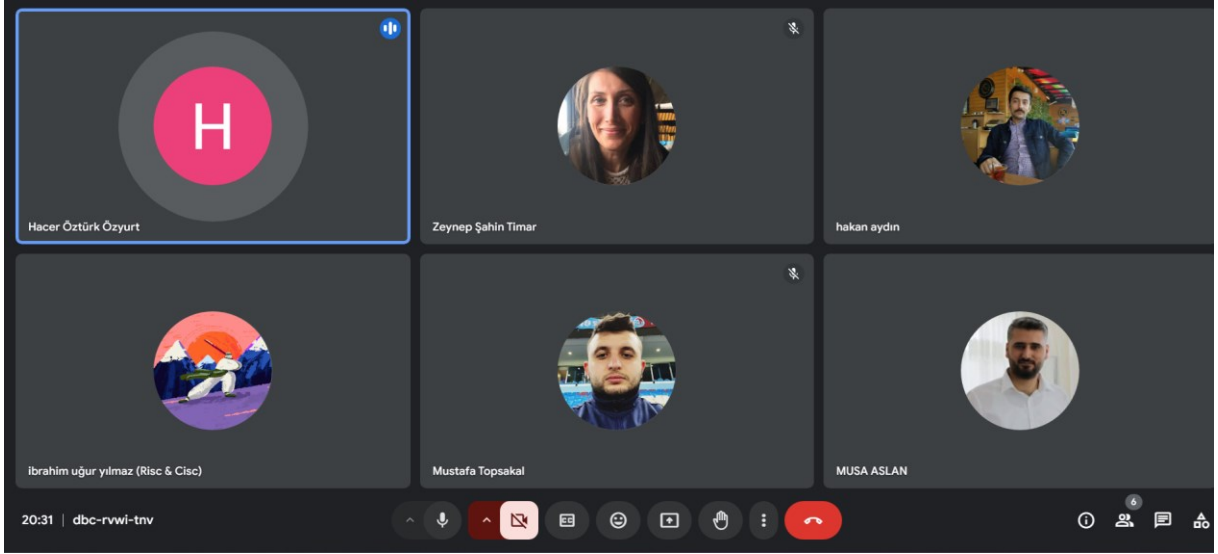 H
Hacer Öztürk Özyurt
Zeynep Şahin Timar
hakan aydın
ibrahim uğur yılmaz (Risc & Cisc)
Mustafa Topsakal
MUSA ASLAN
20:31 | dbc-rvwi-tnv
CC
6